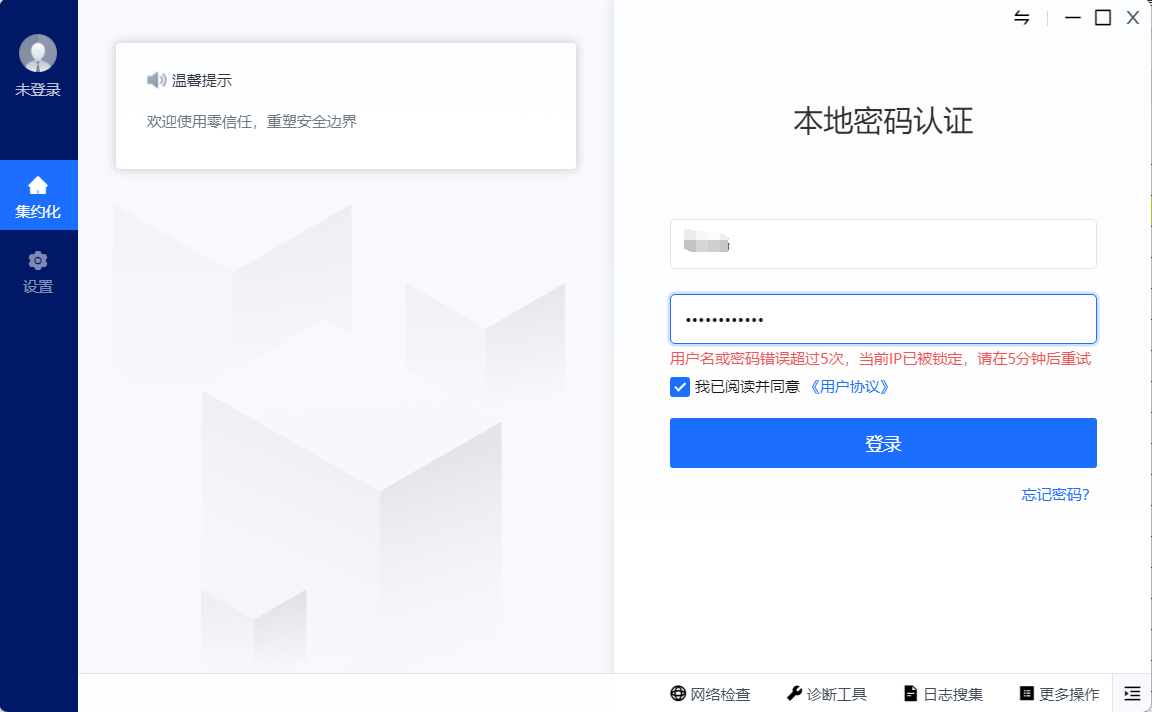 未登录
集约化
设置
温馨提示
欢迎使用零信任，重塑安全边界
本地密码认证
用户名或密码错误超过5次，当前IP已被锁定，请在5分钟后重试
我已阅读并同意 《用户协议》
登录
忘记密码?
网络检查 诊断工具 日志搜集 更多操作